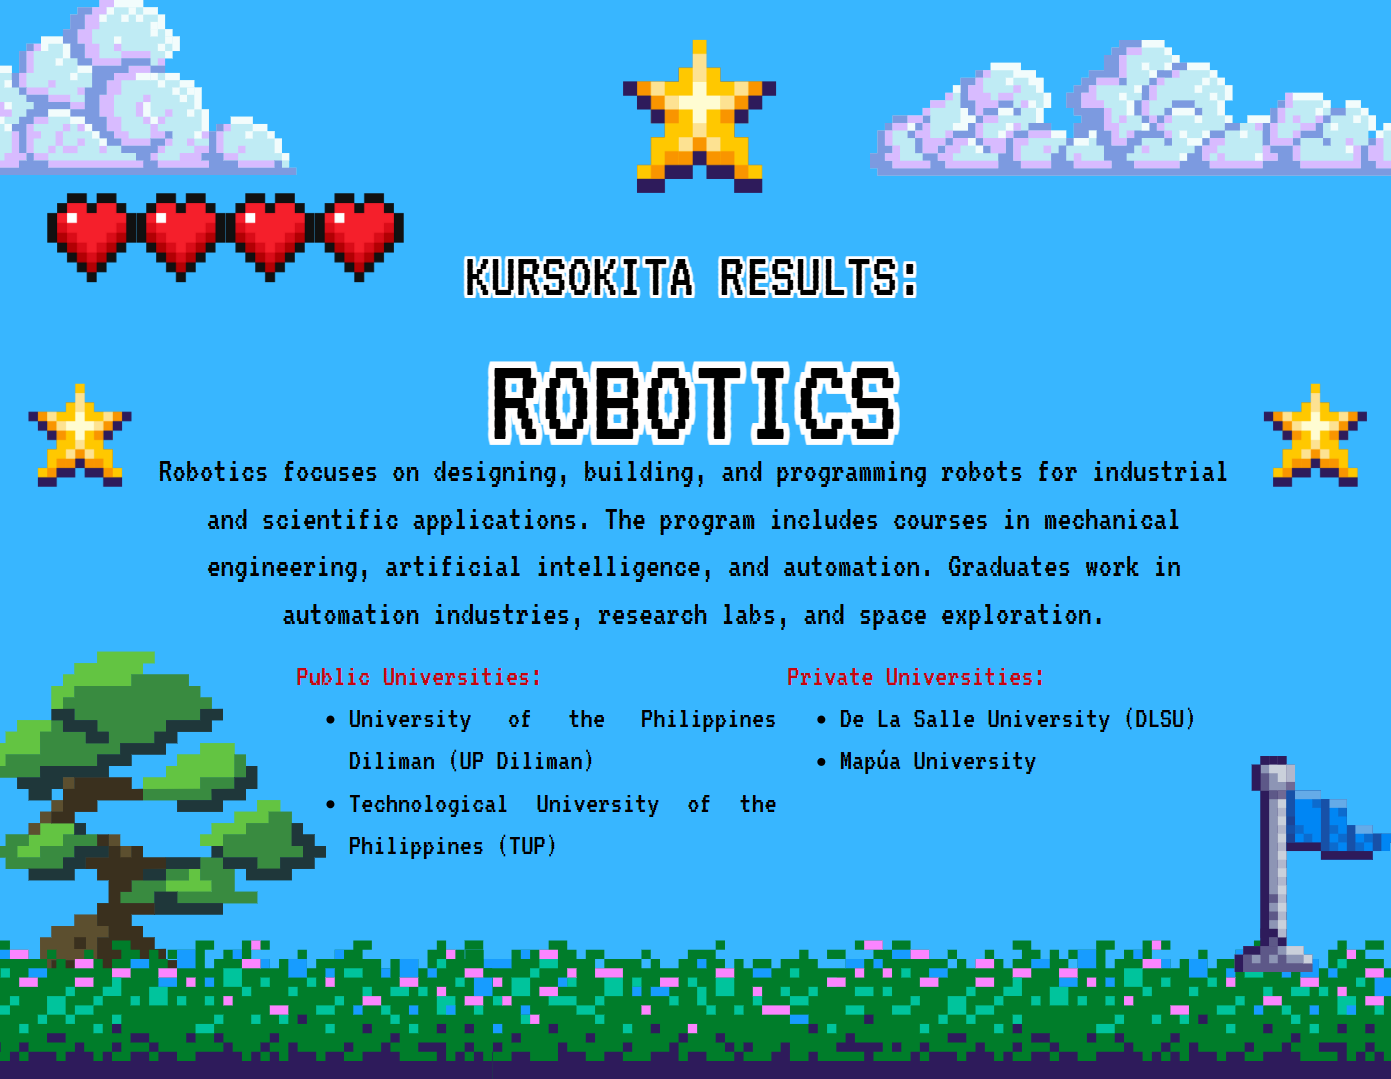 KURSOKITA RESULTS:
ROBOTICS
Robotics focuses on designing, building, and programming robots for industrial
and scientific applications. The program includes courses in mechanical
engineering, artificial intelligence, and automation. Graduates work in
automation industries, research labs, and space exploration.
Public Universities:
• University of the Philippines
Diliman (UP Diliman)
• Technological University of the
Philippines (TUP)
Private Universities:
• De La Salle University (DLSU)
• Mapúa University